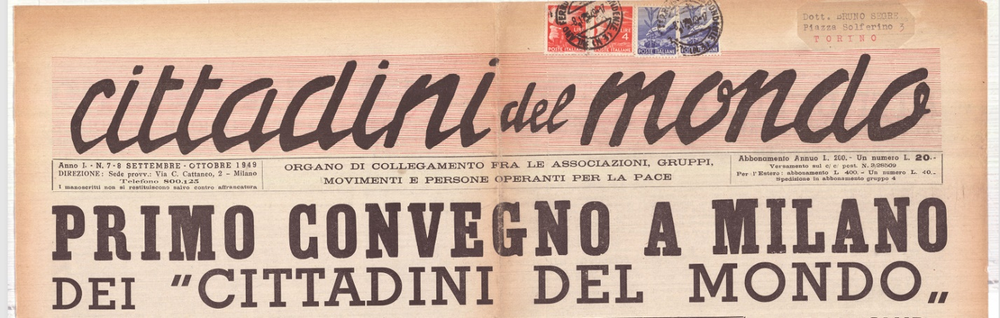 Dott. BRUNO SEGRE
Piazza Solferino 3
TORINO
LIRE
4
POSTE ITALIANE
POSTE ITALIANE
POSTE ITALIANE
POSTE ITALIANE
cittadini del mondo
Anno I. - N. 7-8 SETTEMBRE - OTTOBRE 1949
DIREZIONE: Sede provv.: Via C. Cattaneo, 2 - Milano
Telefono 800.125
I manoscritti non si restituiscono salvo contro affrancatura
ORGANO DI COLLEGAMENTO FRA LE ASSOCIAZIONI, GRUPPI,
MOVIMENTI E PERSONE OPERANTI PER LA PACE
Abbonamento Annuo L. 200.- Un numero L. 20.-
Versamento sul c/c post. N. 3/28509
Per l'Estero: abbonamento L. 400.- Un numero L. 40.-
Spedizione in abbonamento gruppo 4
PRIMO CONVEGNO A MILANO
DEI "CITTADINI DEL MONDO„